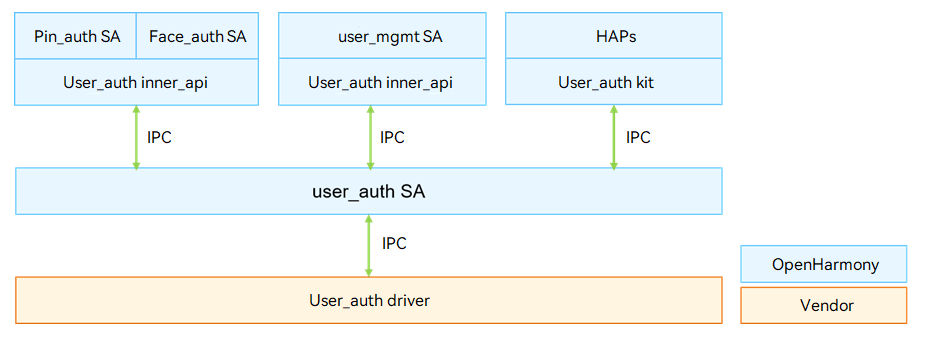 Pin_auth SA
Face_auth SA
user_mgmt SA
HAPs
User_auth inner_api
User_auth inner_api
User_auth kit
IPC
IPC
IPC
user_auth SA
IPC
OpenHarmony
User_auth driver
Vendor